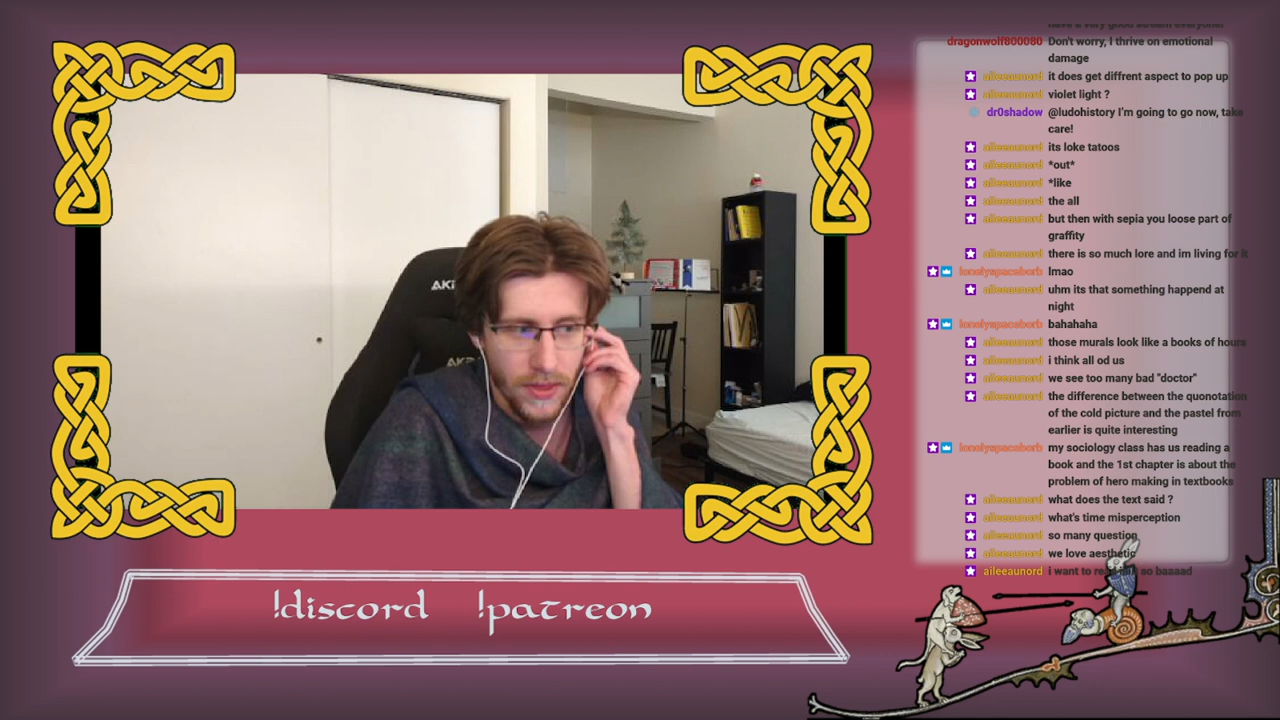 have a very good stream everyone!
dragonwolf800080 Don't worry, I thrive on emotional
damage
aileeaunord it does get diffrent aspect to pop up
aileeaunord violet light ?
dr0shadow @ludohistory I'm going to go now, take
care!
aileeaunord its loke tatoos
aileeaunord *out*
aileeaunord *like
aileeaunord the all
aileeaunord but then with sepia you loose part of
graffity
aileeaunord there is so much lore and im living for it
lonelyspaceborb lmao
aileeaunord uhm its that something happend at
night
lonelyspaceborb bahahaha
aileeaunord those murals look like a books of hours
aileeaunord i think all od us
aileeaunord we see too many bad "doctor"
aileeaunord the difference between the quonotation
of the cold picture and the pastel from
earlier is quite interesting
lonelyspaceborb my sociology class has us reading a
book and the 1st chapter is about the
problem of hero making in textbooks
aileeaunord what does the text said ?
aileeaunord what's time misperception
aileeaunord so many question
aileeaunord we love aesthetic
aileeaunord i want to so baaaad
!discord !patreon